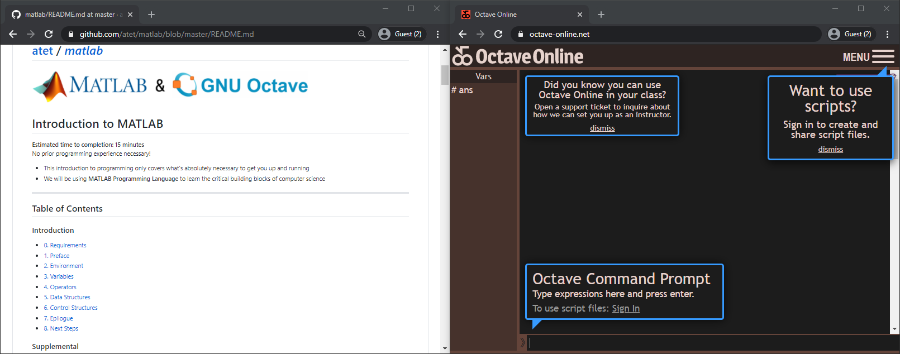 matlab/README.md at master · a
github.com/atet/matlab/blob/master/README.md
Guest (2)
atet / matlab
MATLAB & GNU Octave
Introduction to MATLAB
Estimated time to completion: 15 minutes
No prior programming experience necessary!
This introduction to programming only covers what's absolutely necessary to get you up and running
We will be using MATLAB Programming Language to learn the critical building blocks of computer science
Table of Contents
Introduction
0. Requirements
1. Preface
2. Environment
3. Variables
4. Operators
5. Data Structures
6. Control Structures
7. Epilogue
8. Next Steps
Supplemental
Octave Online
octave-online.net
Guest (2)
Octave Online
MENU
Vars
# ans
Did you know you can use
Octave Online in your class?
Open a support ticket to inquire about
how we can set you up as an Instructor.
dismiss
Want to use
scripts?
Sign in to create and
share script files.
dismiss
Octave Command Prompt
Type expressions here and press enter.
To use script files: Sign In